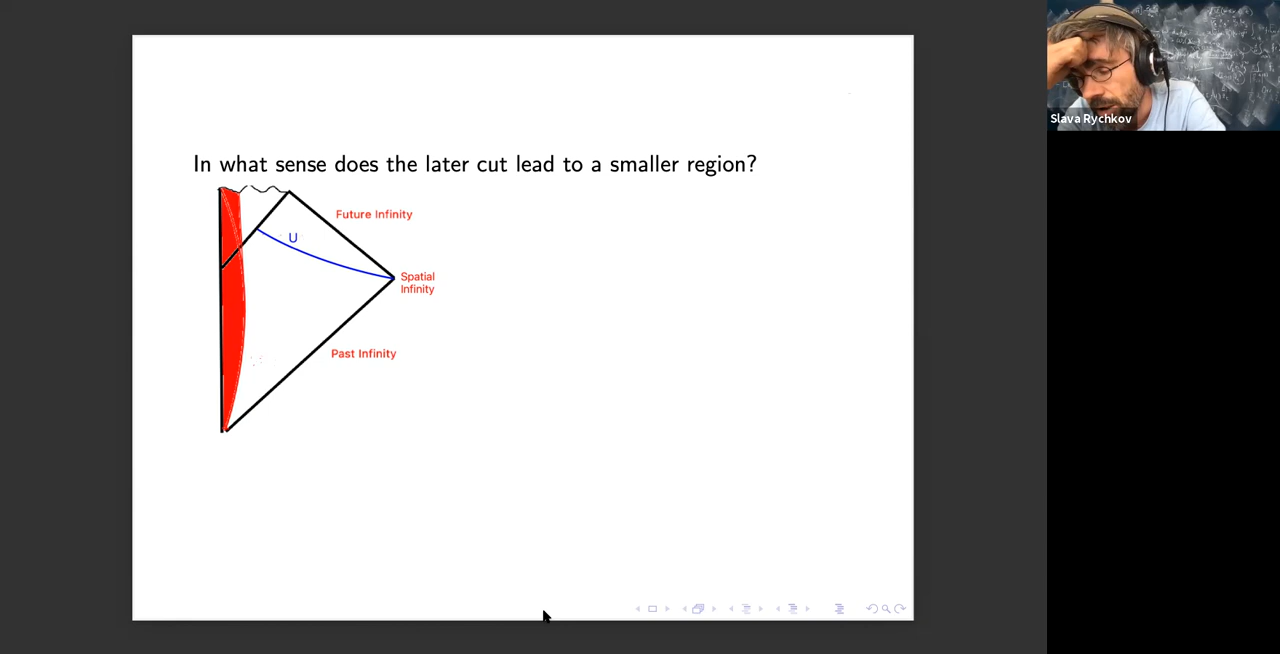 In what sense does the later cut lead to a smaller region?
Future Infinity
U
Spatial
Infinity
Past Infinity
Slava Rychkov